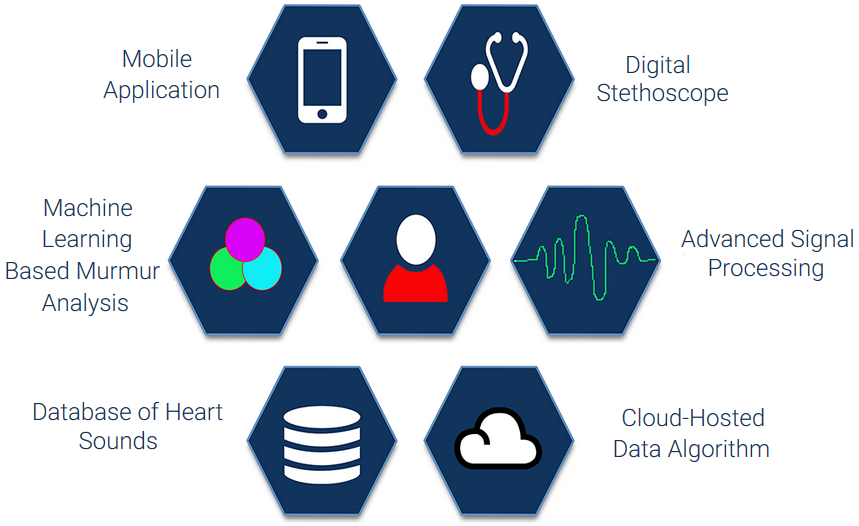 Mobile
Application
Digital
Stethoscope
Machine
Learning
Based Murmur
Analysis
Advanced Signal
Processing
Database of Heart
Sounds
Cloud-Hosted
Data Algorithm